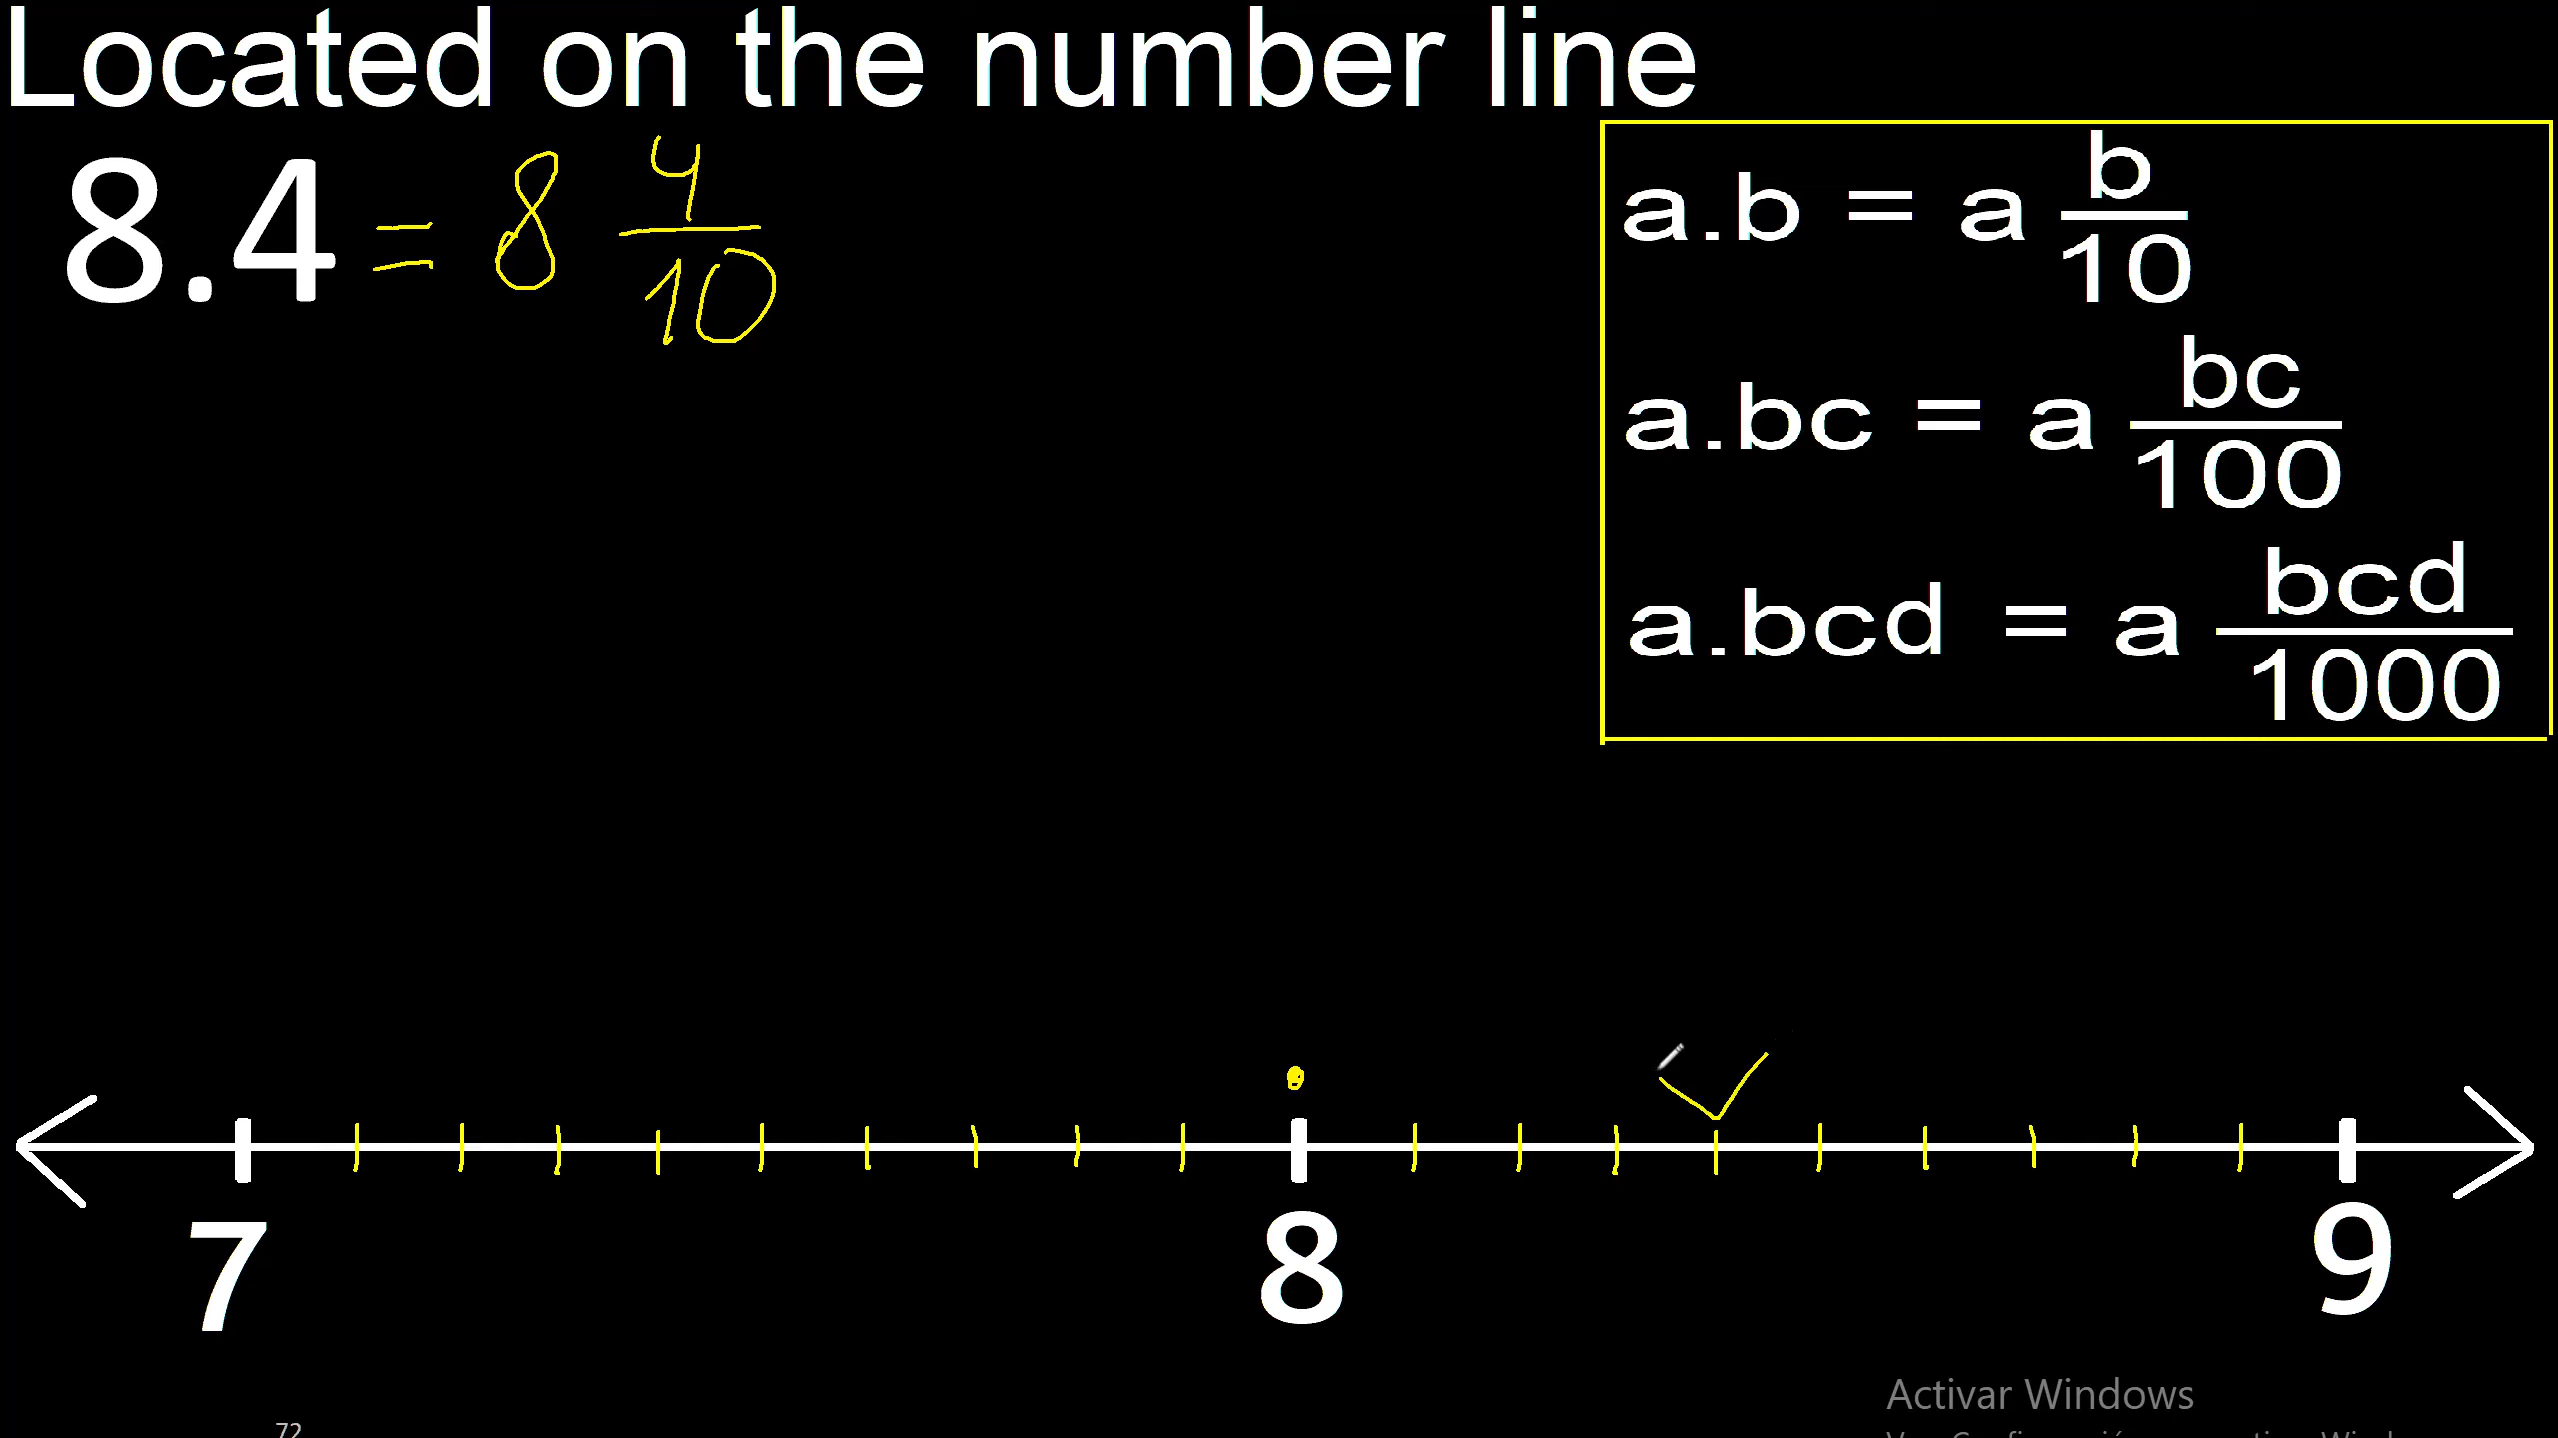 Located on the number line
8.4 = 8 4/10
a.b = a b/10
a.bc = a bc/100
a.bcd = a bcd/1000
7 8 9
Activar Windows
72